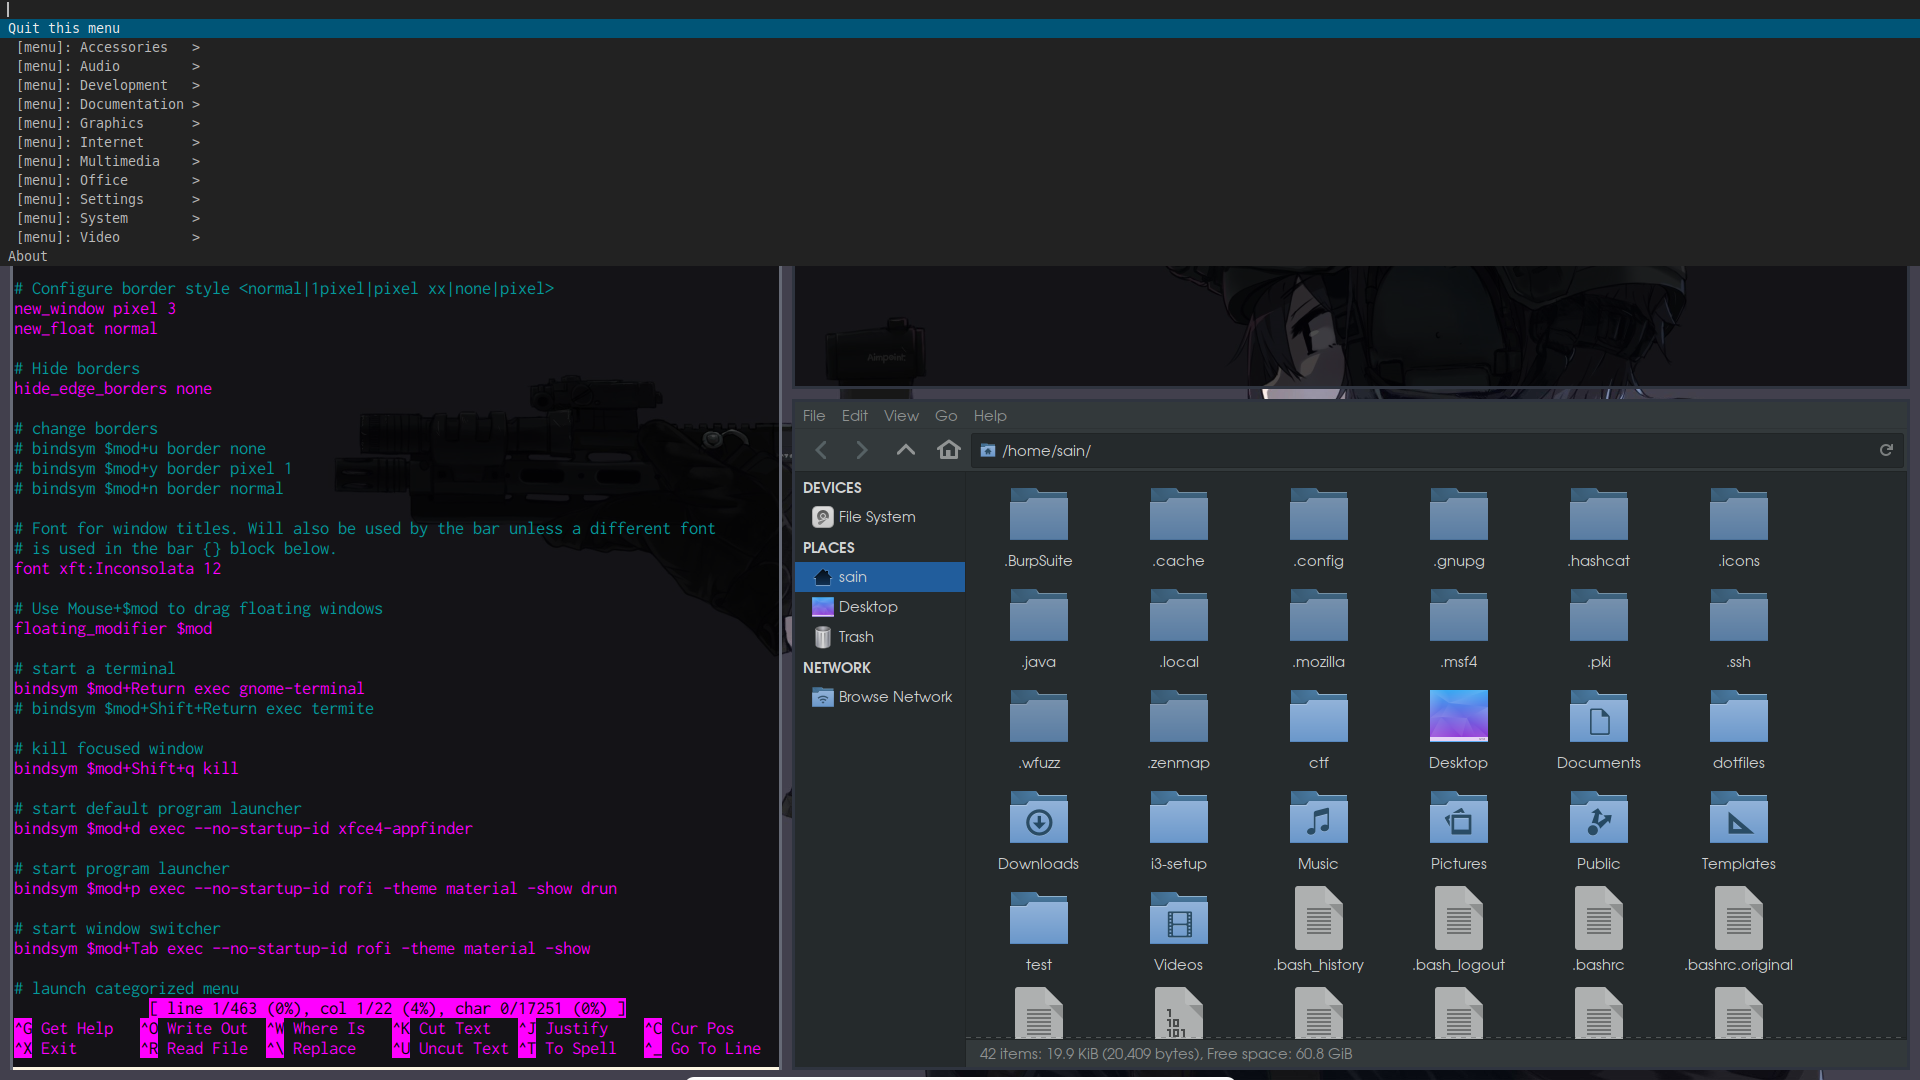 Quit this menu
[menu]: Accessories   >
[menu]: Audio         >
[menu]: Development   >
[menu]: Documentation >
[menu]: Graphics      >
[menu]: Internet      >
[menu]: Multimedia    >
[menu]: Office        >
[menu]: Settings      >
[menu]: System        >
[menu]: Video         >
About
# Configure border style <normal|1pixel|pixel xx|none|pixel>
new_window pixel 3
new_float normal
# Hide borders
hide_edge_borders none
# change borders
# bindsym $mod+u border none
# bindsym $mod+y border pixel 1
# bindsym $mod+n border normal
# Font for window titles. Will also be used by the bar unless a different font
# is used in the bar {} block below.
font xft:Inconsolata 12
# Use Mouse+$mod to drag floating windows
floating_modifier $mod
# start a terminal
bindsym $mod+Return exec gnome-terminal
# bindsym $mod+Shift+Return exec termite
# kill focused window
bindsym $mod+Shift+q kill
# start default program launcher
bindsym $mod+d exec --no-startup-id xfce4-appfinder
# start program launcher
bindsym $mod+p exec --no-startup-id rofi -theme material -show drun
# start window switcher
bindsym $mod+Tab exec --no-startup-id rofi -theme material -show
# launch categorized menu
[ line 1/463 (0%), col 1/22 (4%), char 0/17251 (0%) ]
^G Get Help ^O Write Out ^W Where Is ^K Cut Text ^J Justify ^C Cur Pos
^X Exit ^R Read File ^\ Replace ^U Uncut Text ^T To Spell ^_ Go To Line
Aimpoint
File Edit View Go Help
/home/sain/
DEVICES
File System
PLACES
sain
Desktop
Trash
NETWORK
Browse Network
.BurpSuite .cache .config .gnupg .hashcat .icons
.java .local .mozilla .msf4 .pki .ssh
.wfuzz .zenmap ctf Desktop Documents dotfiles
Downloads i3-setup Music Pictures Public Templates
test Videos .bash_history .bash_logout .bashrc .bashrc.original
1
10
101
42 items: 19.9 KiB (20,409 bytes), Free space: 60.8 GiB